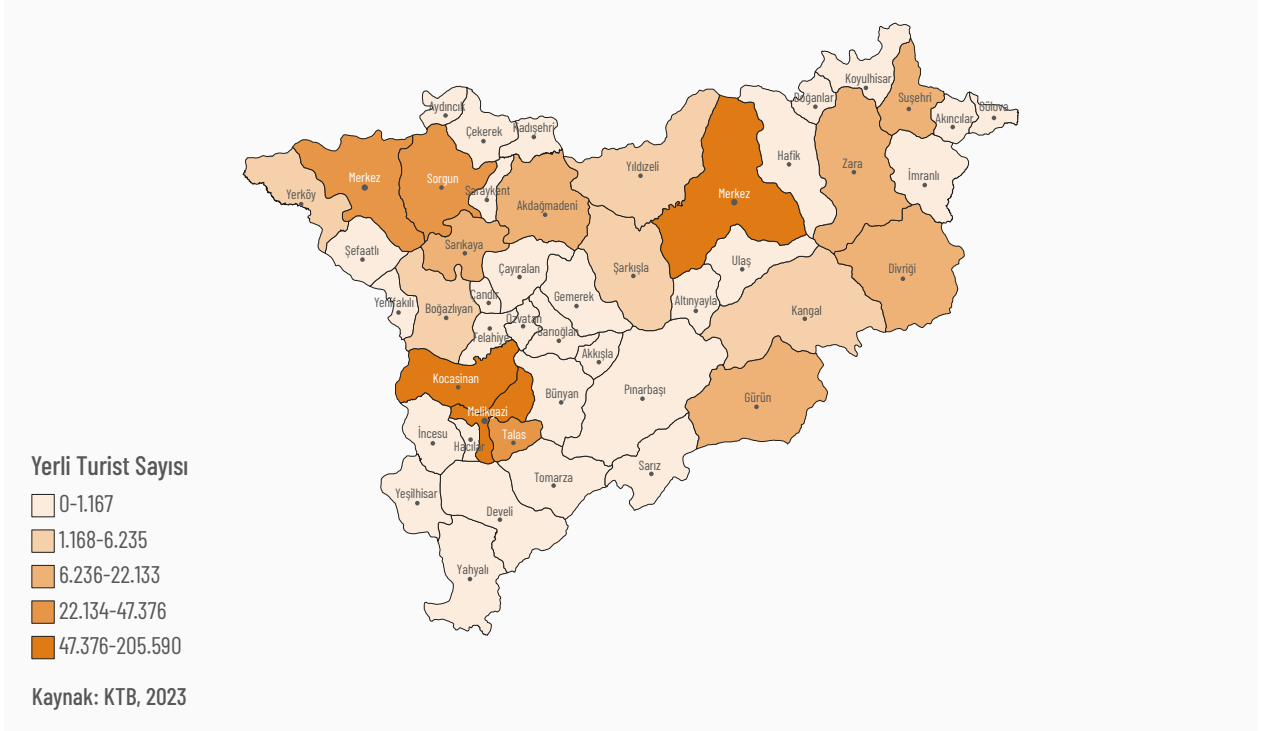 Koyulhisar
Doğanlar
Suşehri
Gölova
Akıncılar
Aydıncık
Çekerek
Kadışehri
Hafik
Zara
İmranlı
Yıldızeli
Merkez
Sorgun
Saraykent
Yerköy
Merkez
Akdağmadeni
Sarıkaya
Şefaatlı
Ulaş
Çayıralan
Şarkışla
Divriği
Yenifakılı
Boğazlıyan
Çandır
Gemerek
Altınyayla
Kangal
Özvatan
Felahiye
Sarıoğlan
Akkışla
Kocasinan
Bünyan
Pınarbaşı
Gürün
Melikgazi
İncesu
Hacılar
Talas
Sarız
Tomarza
Yeşilhisar
Develi
Yahyalı
Yerli Turist Sayısı
0-1.167
1.168-6.235
6.236-22.133
22.134-47.376
47.376-205.590
Kaynak: KTB, 2023